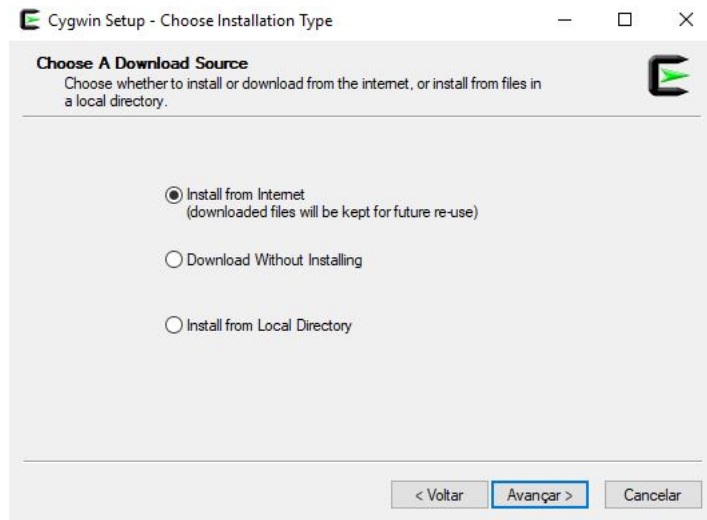 Cygwin Setup - Choose Installation Type
Choose A Download Source
Choose whether to install or download from the internet, or install from files in
a local directory.
Install from Internet
(downloaded files will be kept for future re-use)
Download Without Installing
Install from Local Directory
< Voltar
Avançar >
Cancelar